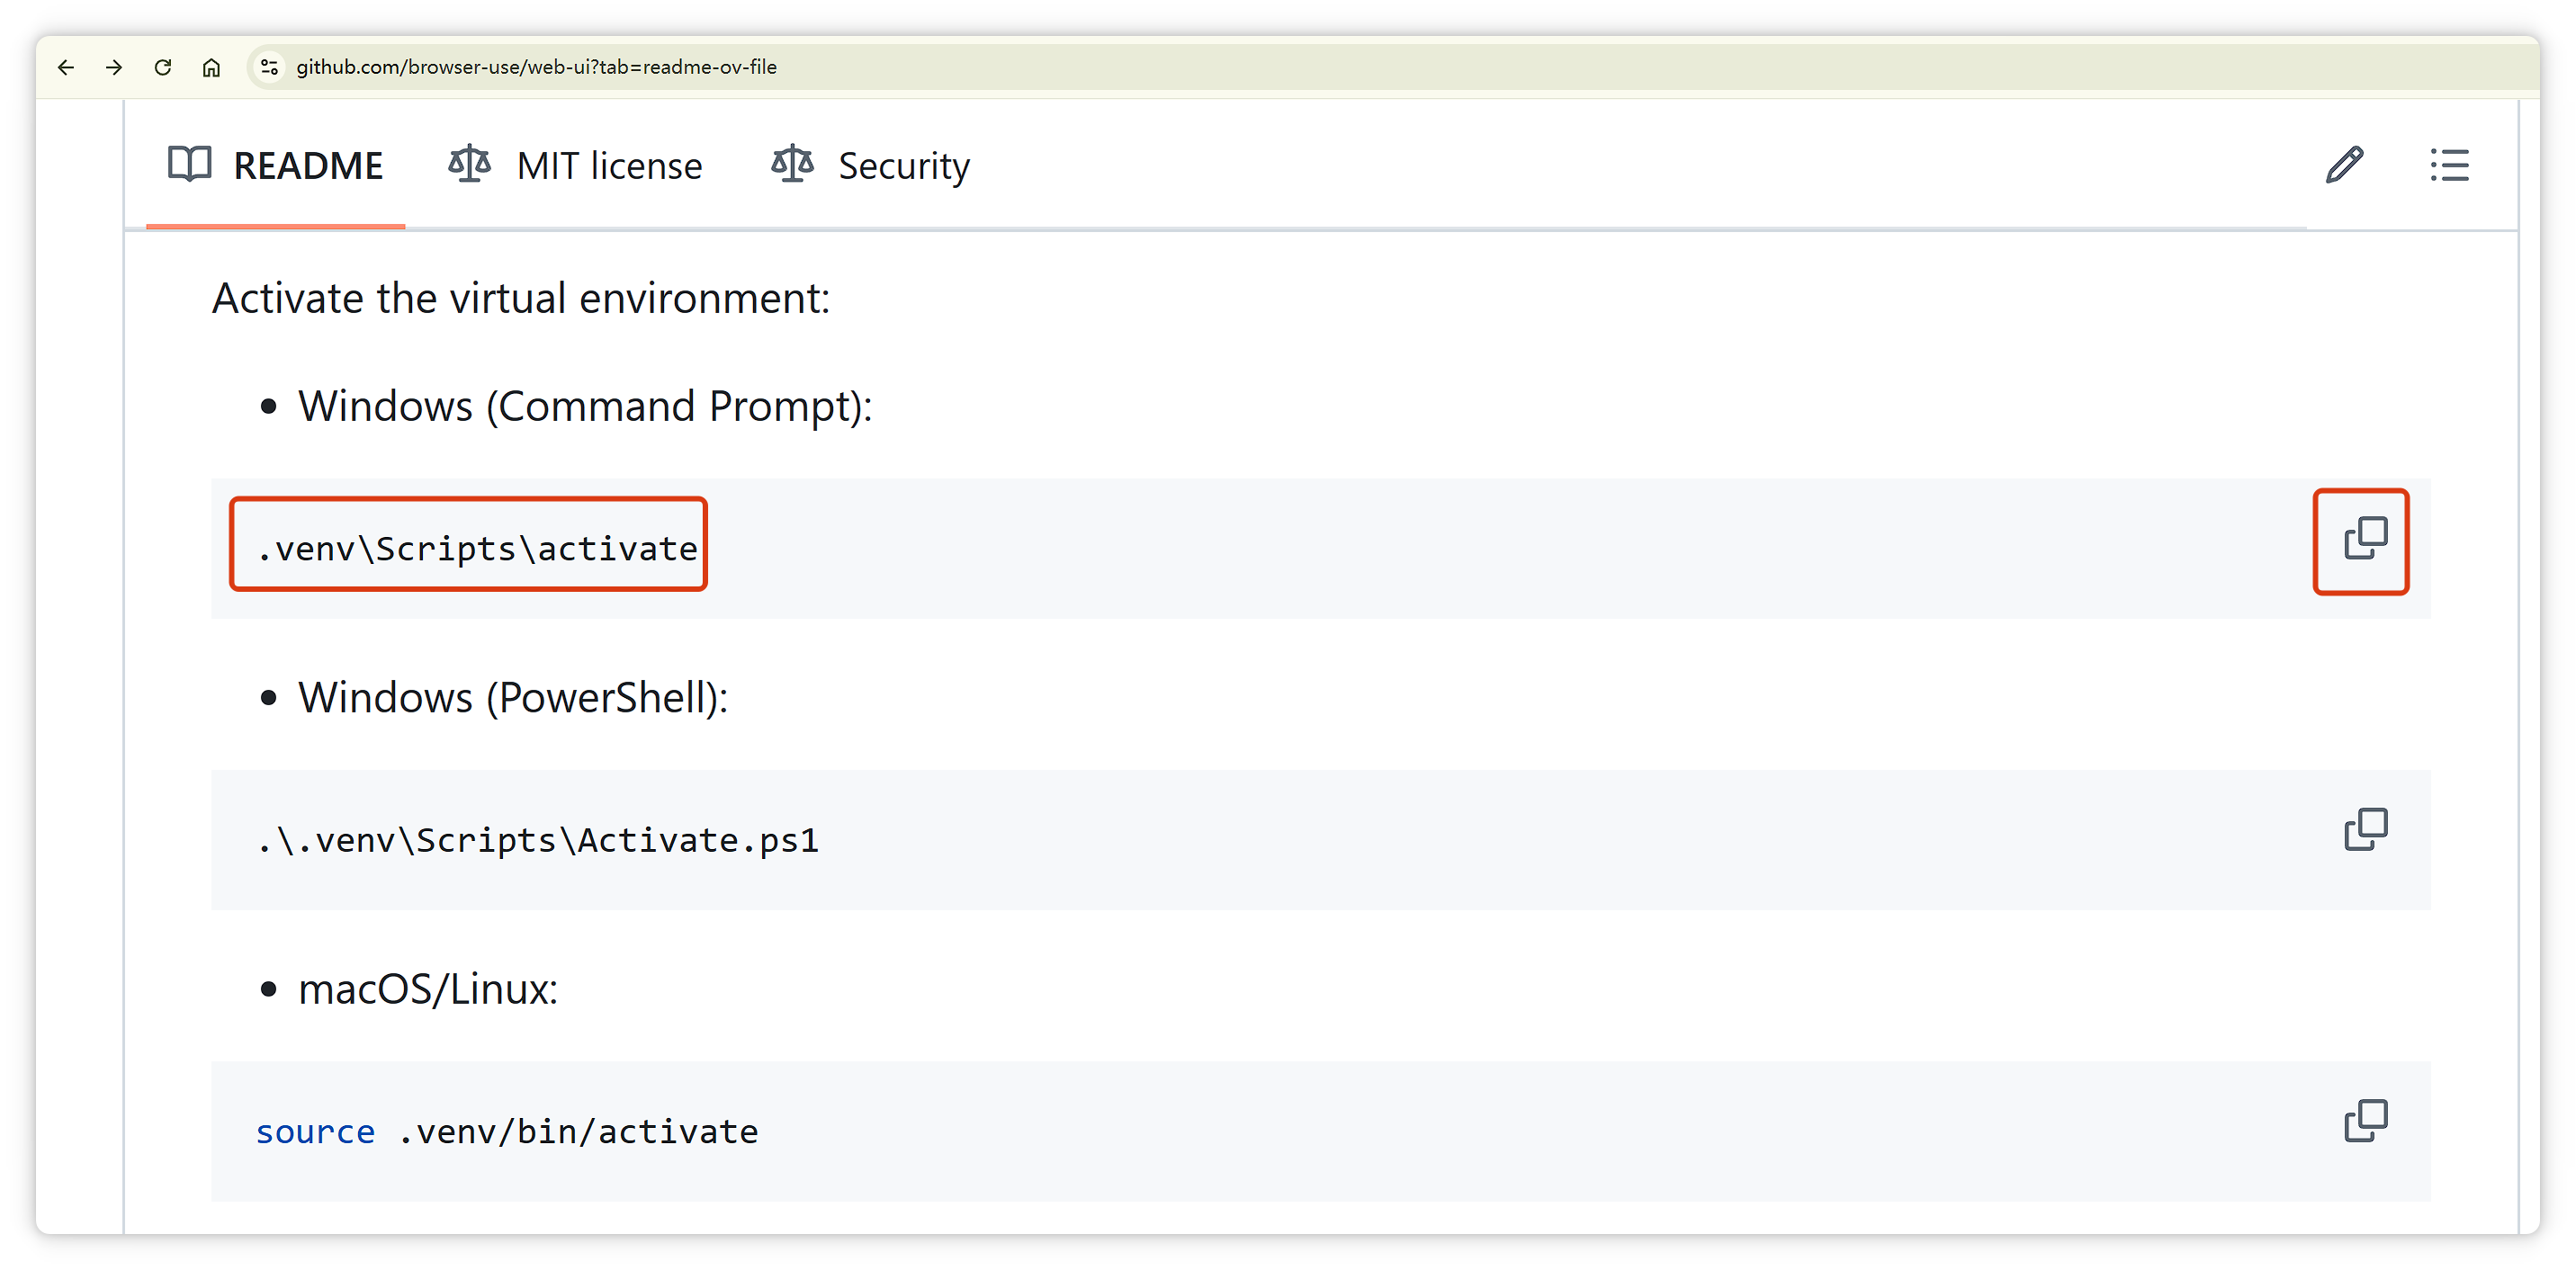 github.com/browser-use/web-ui?tab=readme-ov-file
README MIT license Security
Activate the virtual environment:
• Windows (Command Prompt):
.venv\Scripts\activate
• Windows (PowerShell):
.\.venv\Scripts\Activate.ps1
• macOS/Linux:
source .venv/bin/activate